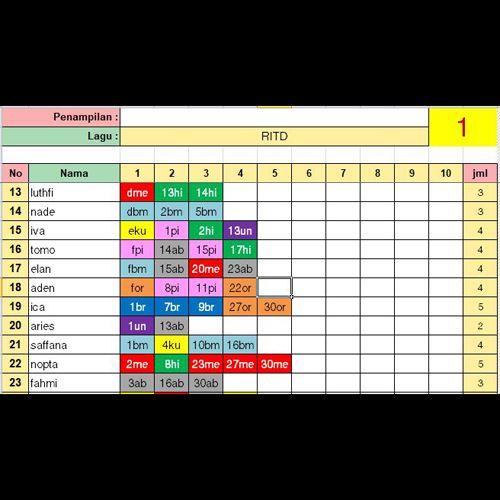 Penampilan :
Lagu : RITD 1
No Nama 1 2 3 4 5 6 7 8 9 10 jml
13 luthfi dme 13hi 14hi 3
14 nade dbm 2bm 5bm 3
15 iva eku 1pi 2hi 13un 4
16 tomo fpi 14ab 15pi 17hi 4
17 elan fbm 15ab 20me 23ab 4
18 aden for 8pi 11pi 22or 4
19 ica 1br 7br 9br 27or 30or 5
20 aries 1un 13ab 2
21 saffana 1bm 4ku 10bm 16bm 4
22 nopta 2me 8hi 23me 27me 30me 5
23 fahmi 3ab 16ab 30ab 3